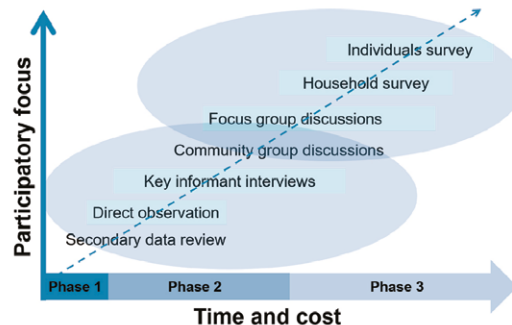 Participatory focus
Individuals survey
Household survey
Focus group discussions
Community group discussions
Key informant interviews
Direct observation
Secondary data review
Phase 1
Phase 2
Phase 3
Time and cost